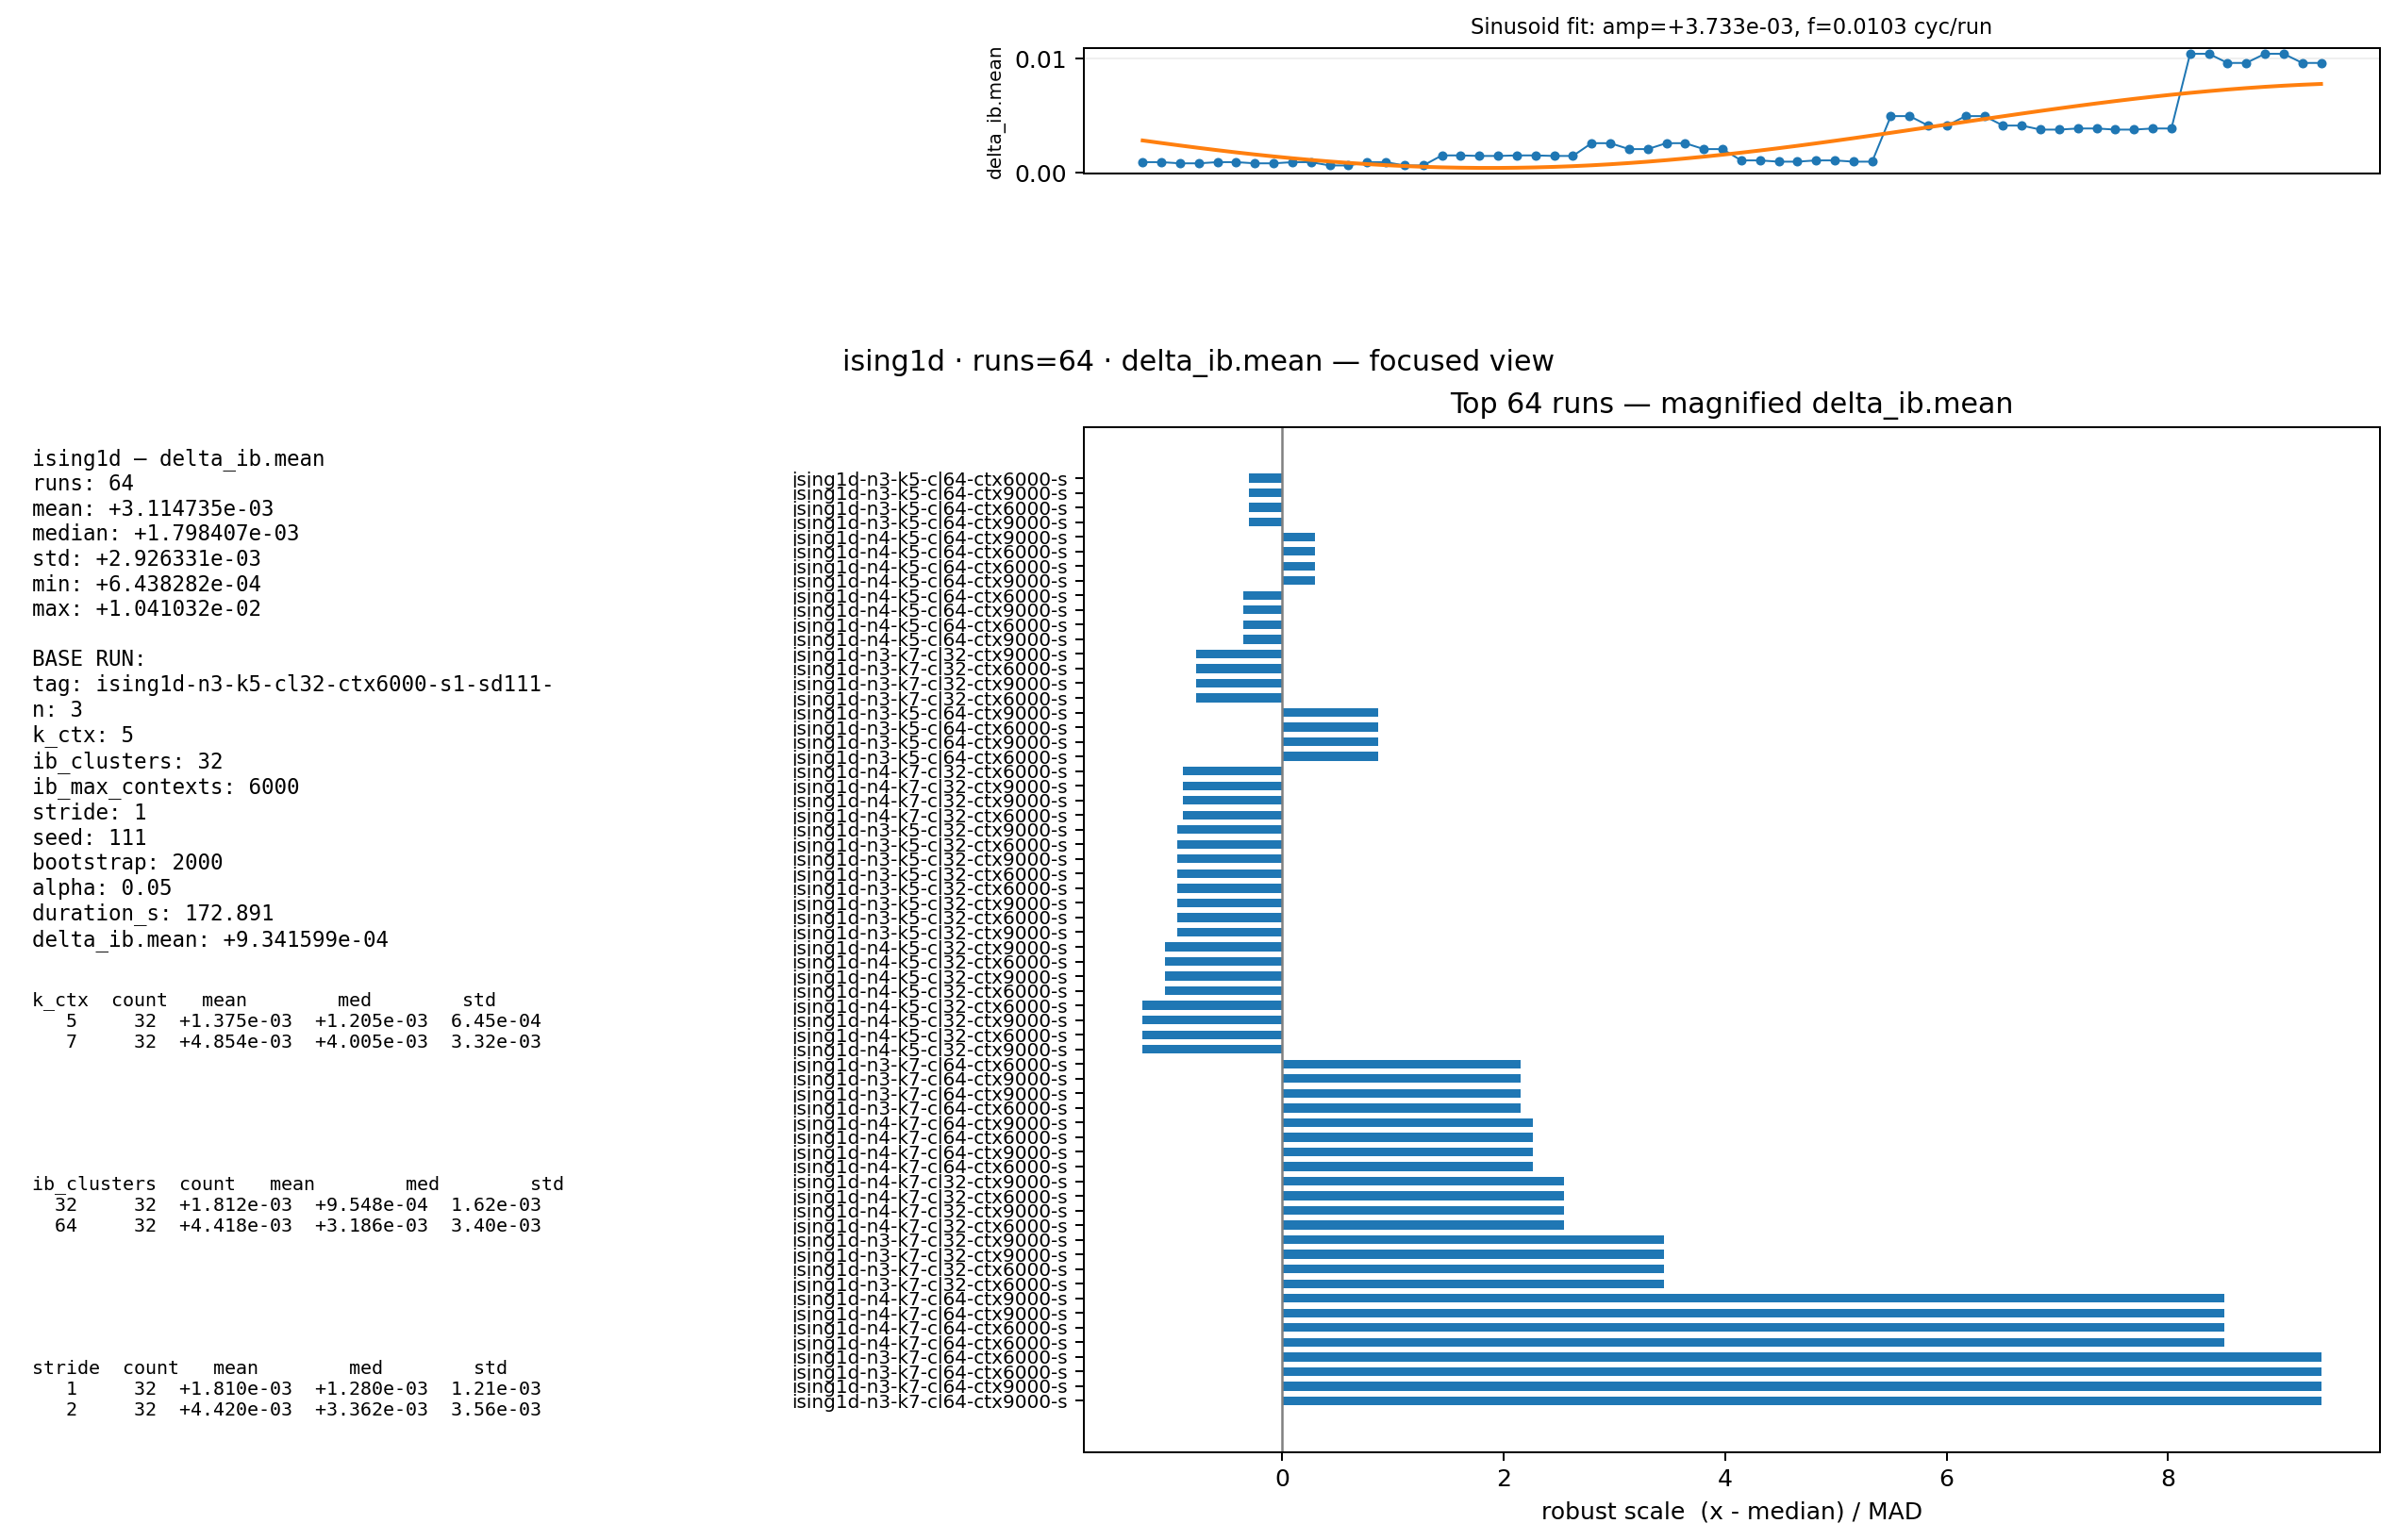 Sinusoid fit: amp=+3.733e-03, f=0.0103 cyc/run
delta_ib.mean
0.01
0.00
ising1d · runs=64 · delta_ib.mean — focused view
Top 64 runs — magnified delta_ib.mean
ising1d — delta_ib.mean
runs: 64
mean: +3.114735e-03
median: +1.798407e-03
std: +2.926331e-03
min: +6.438282e-04
max: +1.041032e-02
BASE RUN:
tag: ising1d-n3-k5-cl32-ctx6000-s1-sd111-
n: 3
k_ctx: 5
ib_clusters: 32
ib_max_contexts: 6000
stride: 1
seed: 111
bootstrap: 2000
alpha: 0.05
duration_s: 172.891
delta_ib.mean: +9.341599e-04
k_ctx count mean med std
5 32 +1.375e-03 +1.205e-03 6.45e-04
7 32 +4.854e-03 +4.005e-03 3.32e-03
ib_clusters count mean med std
32 32 +1.812e-03 +9.548e-04 1.62e-03
64 32 +4.418e-03 +3.186e-03 3.40e-03
stride count mean med std
1 32 +1.810e-03 +1.280e-03 1.21e-03
2 32 +4.420e-03 +3.362e-03 3.56e-03
ising1d-n3-k5-cl64-ctx6000-s
ising1d-n3-k5-cl64-ctx9000-s
ising1d-n3-k5-cl64-ctx6000-s
ising1d-n3-k5-cl64-ctx9000-s
ising1d-n4-k5-cl64-ctx9000-s
ising1d-n4-k5-cl64-ctx6000-s
ising1d-n4-k5-cl64-ctx6000-s
ising1d-n4-k5-cl64-ctx9000-s
ising1d-n4-k5-cl64-ctx6000-s
ising1d-n4-k5-cl64-ctx9000-s
ising1d-n4-k5-cl64-ctx6000-s
ising1d-n4-k5-cl64-ctx9000-s
ising1d-n3-k7-cl32-ctx9000-s
ising1d-n3-k7-cl32-ctx6000-s
ising1d-n3-k7-cl32-ctx9000-s
ising1d-n3-k7-cl32-ctx6000-s
ising1d-n3-k5-cl64-ctx9000-s
ising1d-n3-k5-cl64-ctx6000-s
ising1d-n3-k5-cl64-ctx9000-s
ising1d-n3-k5-cl64-ctx6000-s
ising1d-n4-k7-cl32-ctx6000-s
ising1d-n4-k7-cl32-ctx9000-s
ising1d-n4-k7-cl32-ctx9000-s
ising1d-n4-k7-cl32-ctx6000-s
ising1d-n3-k5-cl32-ctx9000-s
ising1d-n3-k5-cl32-ctx6000-s
ising1d-n3-k5-cl32-ctx9000-s
ising1d-n3-k5-cl32-ctx6000-s
ising1d-n3-k5-cl32-ctx6000-s
ising1d-n3-k5-cl32-ctx9000-s
ising1d-n3-k5-cl32-ctx6000-s
ising1d-n3-k5-cl32-ctx9000-s
ising1d-n4-k5-cl32-ctx9000-s
ising1d-n4-k5-cl32-ctx6000-s
ising1d-n4-k5-cl32-ctx9000-s
ising1d-n4-k5-cl32-ctx6000-s
ising1d-n4-k5-cl32-ctx6000-s
ising1d-n4-k5-cl32-ctx9000-s
ising1d-n4-k5-cl32-ctx6000-s
ising1d-n4-k5-cl32-ctx9000-s
ising1d-n3-k7-cl64-ctx6000-s
ising1d-n3-k7-cl64-ctx9000-s
ising1d-n3-k7-cl64-ctx9000-s
ising1d-n3-k7-cl64-ctx6000-s
ising1d-n4-k7-cl64-ctx9000-s
ising1d-n4-k7-cl64-ctx6000-s
ising1d-n4-k7-cl64-ctx9000-s
ising1d-n4-k7-cl64-ctx6000-s
ising1d-n4-k7-cl32-ctx9000-s
ising1d-n4-k7-cl32-ctx6000-s
ising1d-n4-k7-cl32-ctx9000-s
ising1d-n4-k7-cl32-ctx6000-s
ising1d-n3-k7-cl32-ctx9000-s
ising1d-n3-k7-cl32-ctx9000-s
ising1d-n3-k7-cl32-ctx6000-s
ising1d-n3-k7-cl32-ctx6000-s
ising1d-n4-k7-cl64-ctx9000-s
ising1d-n4-k7-cl64-ctx9000-s
ising1d-n4-k7-cl64-ctx6000-s
ising1d-n4-k7-cl64-ctx6000-s
ising1d-n3-k7-cl64-ctx6000-s
ising1d-n3-k7-cl64-ctx6000-s
ising1d-n3-k7-cl64-ctx9000-s
ising1d-n3-k7-cl64-ctx9000-s
0 2 4 6 8
robust scale (x - median) / MAD